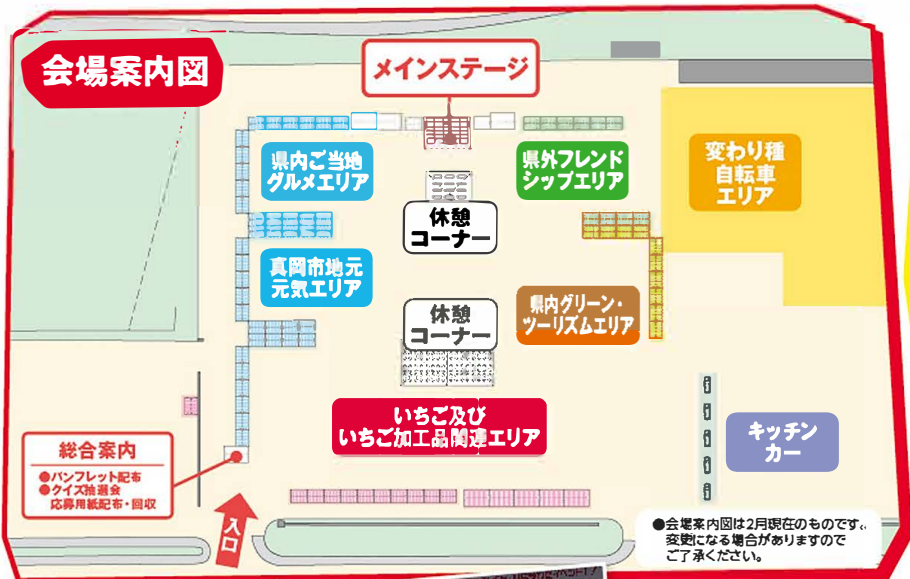 会場案内図
メインステージ
県内ご当地
グルメエリア
県外フレンド
シップエリア
変わり種
自転車
エリア
休憩
コーナー
真岡市地元
元気エリア
休憩
コーナー
県内グリーン・
ツーリズムエリア
いちご及び
いちご加工品関連エリア
キッチン
カー
総合案内
●パンフレット配布
●クイズ抽選会
応募用紙配布・回収
入口
●会場案内図は2月現在のものです。
変更になる場合がありますので
ご了承ください。